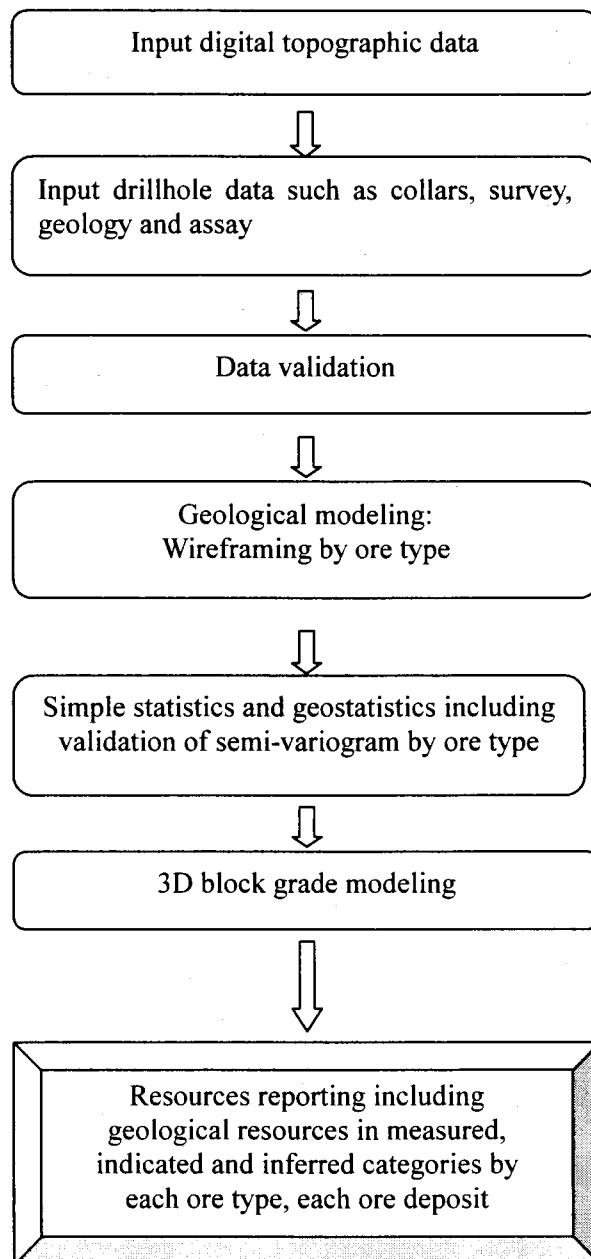 Input digital topographic data
Input drillhole data such as collars, survey,
geology and assay
Data validation
Geological modeling:
Wireframing by ore type
Simple statistics and geostatistics including
validation of semi-variogram by ore type
3D block grade modeling
Resources reporting including
geological resources in measured,
indicated and inferred categories by
each ore type, each ore deposit